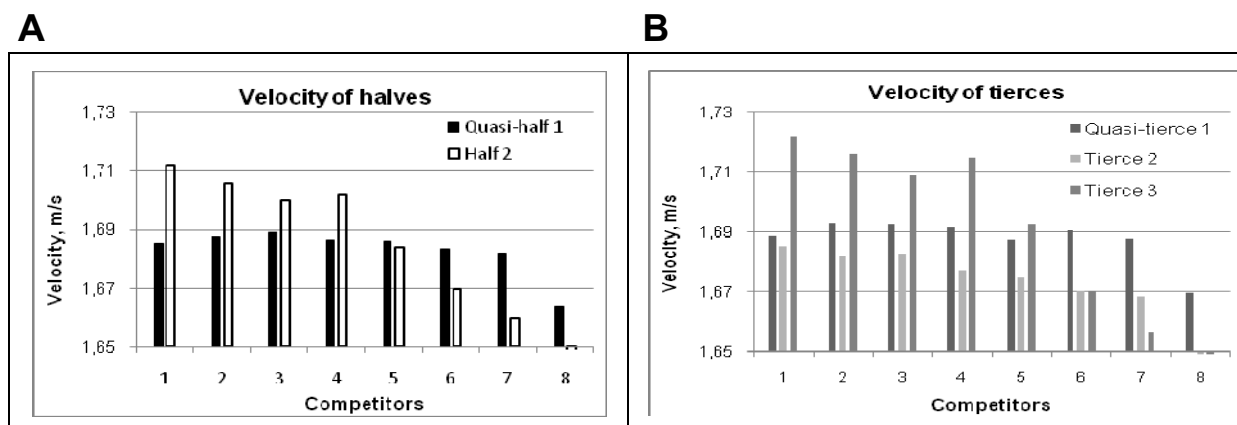 A
B
Velocity of halves
Quasi-half 1
Half 2
Velocity, m/s
1,73
1,71
1,69
1,67
1,65
1 2 3 4 5 6 7 8
Competitors
Velocity of tierces
Quasi-tierce 1
Tierce 2
Tierce 3
Velocity, m/s
1,73
1,71
1,69
1,67
1,65
1 2 3 4 5 6 7 8
Competitors